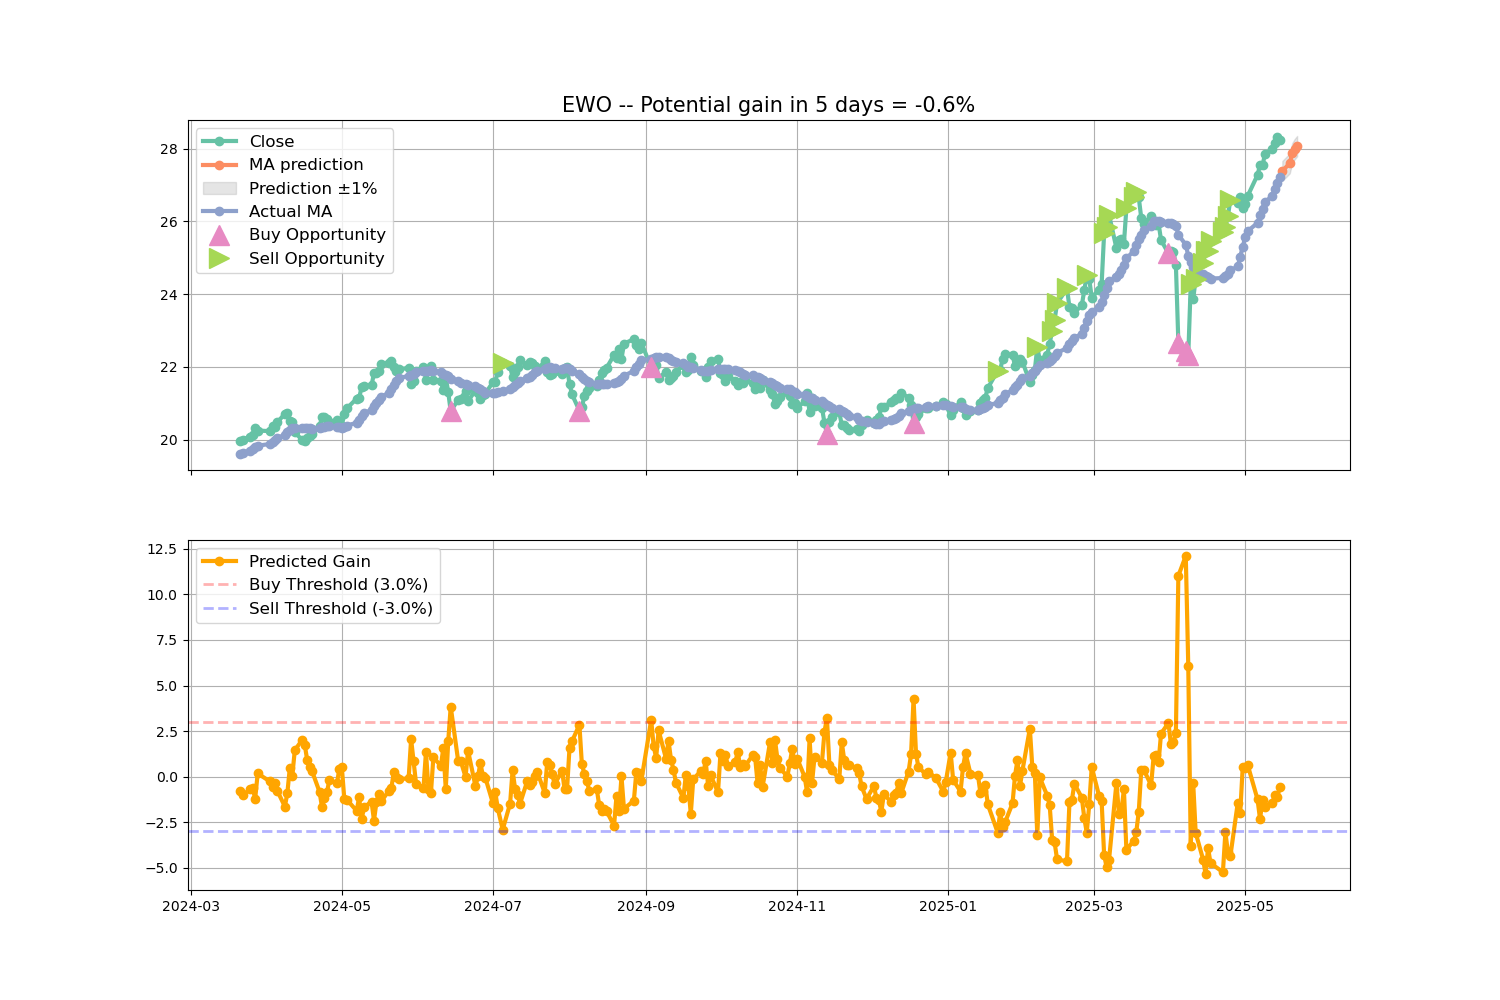 EWO -- Potential gain in 5 days = -0.6%
Close
MA prediction
Prediction ±1%
Actual MA
Buy Opportunity
Sell Opportunity
28
26
24
22
20
Predicted Gain
Buy Threshold (3.0%)
Sell Threshold (-3.0%)
12.5
10.0
7.5
5.0
2.5
0.0
−2.5
−5.0
2024-03 2024-05 2024-07 2024-09 2024-11 2025-01 2025-03 2025-05